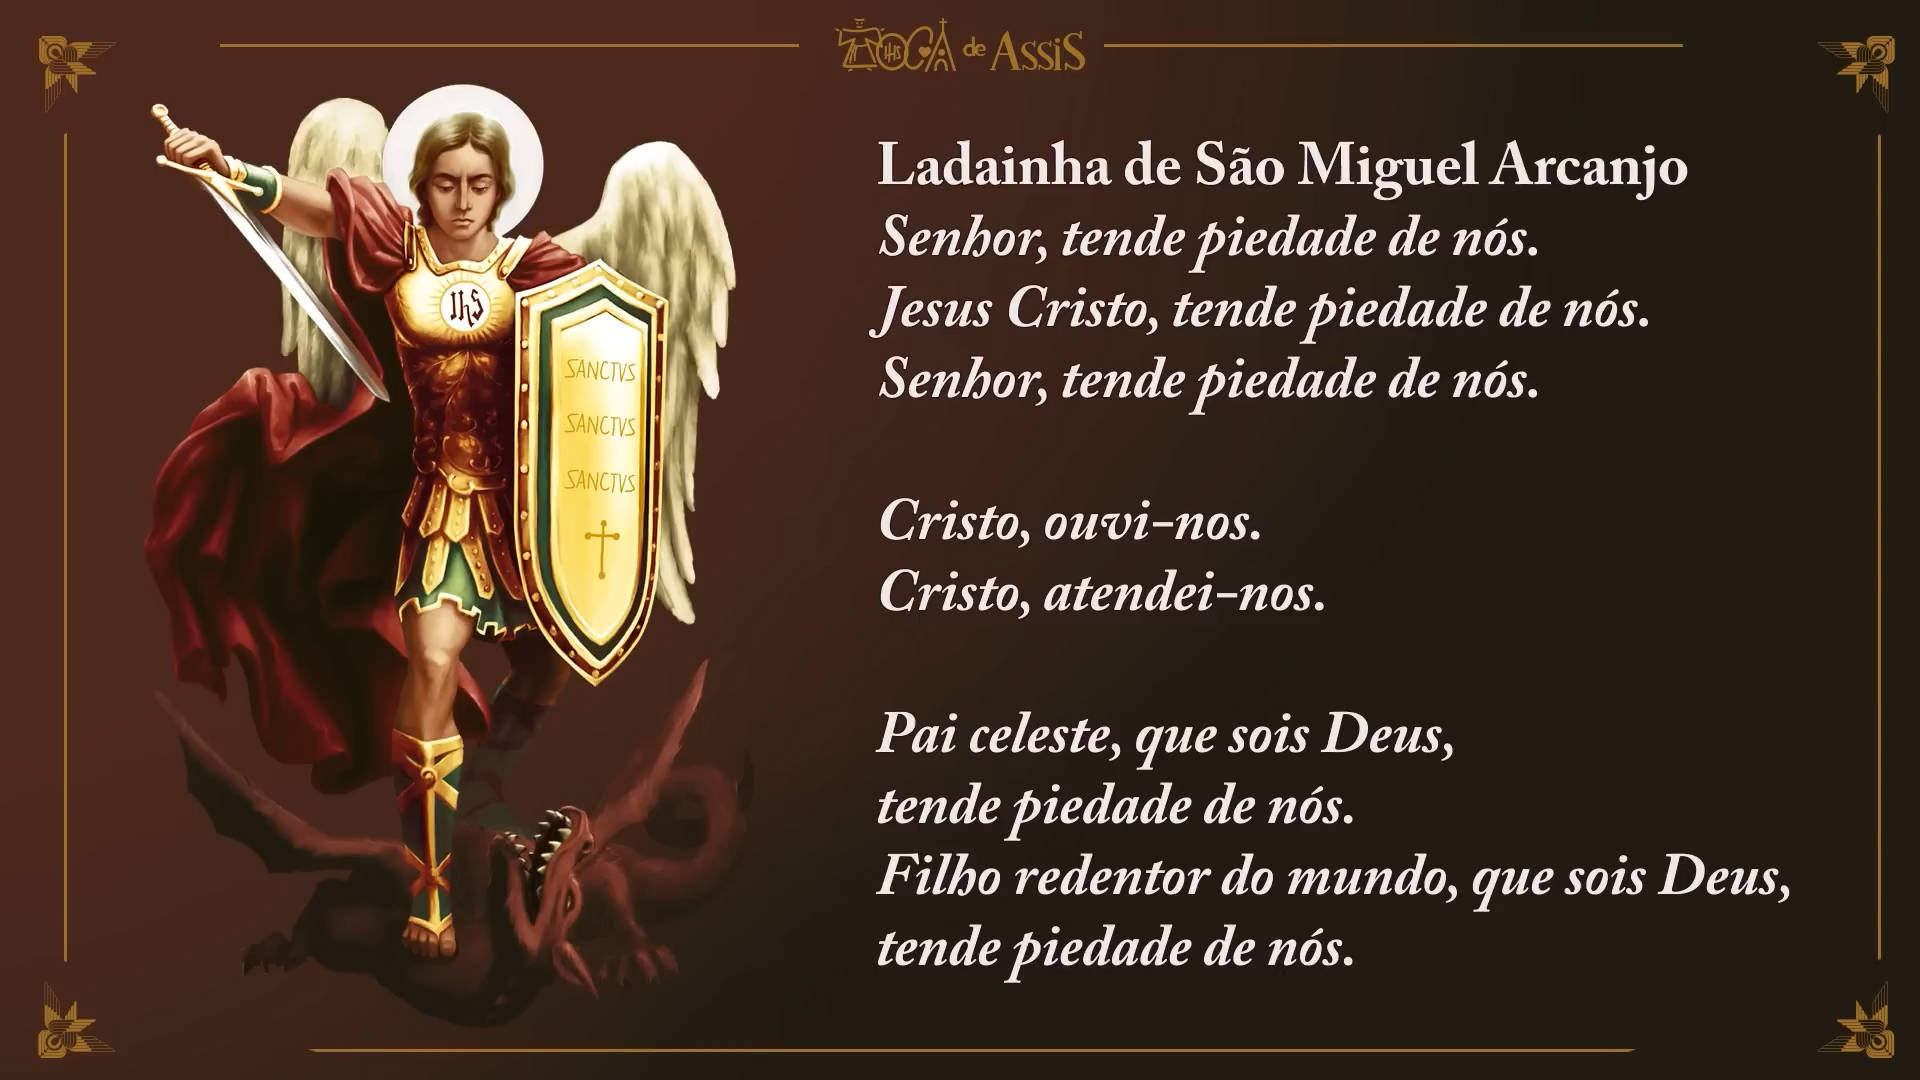 TOCA de ASSIS
IHS
Ladainha de São Miguel Arcanjo
Senhor, tende piedade de nós.
Jesus Cristo, tende piedade de nós.
Senhor, tende piedade de nós.
Cristo, ouvi-nos.
Cristo, atendei-nos.
Pai celeste, que sois Deus,
tende piedade de nós.
Filho redentor do mundo, que sois Deus,
tende piedade de nós.
IhS
SANCTVS
SANCTVS
SANCTVS